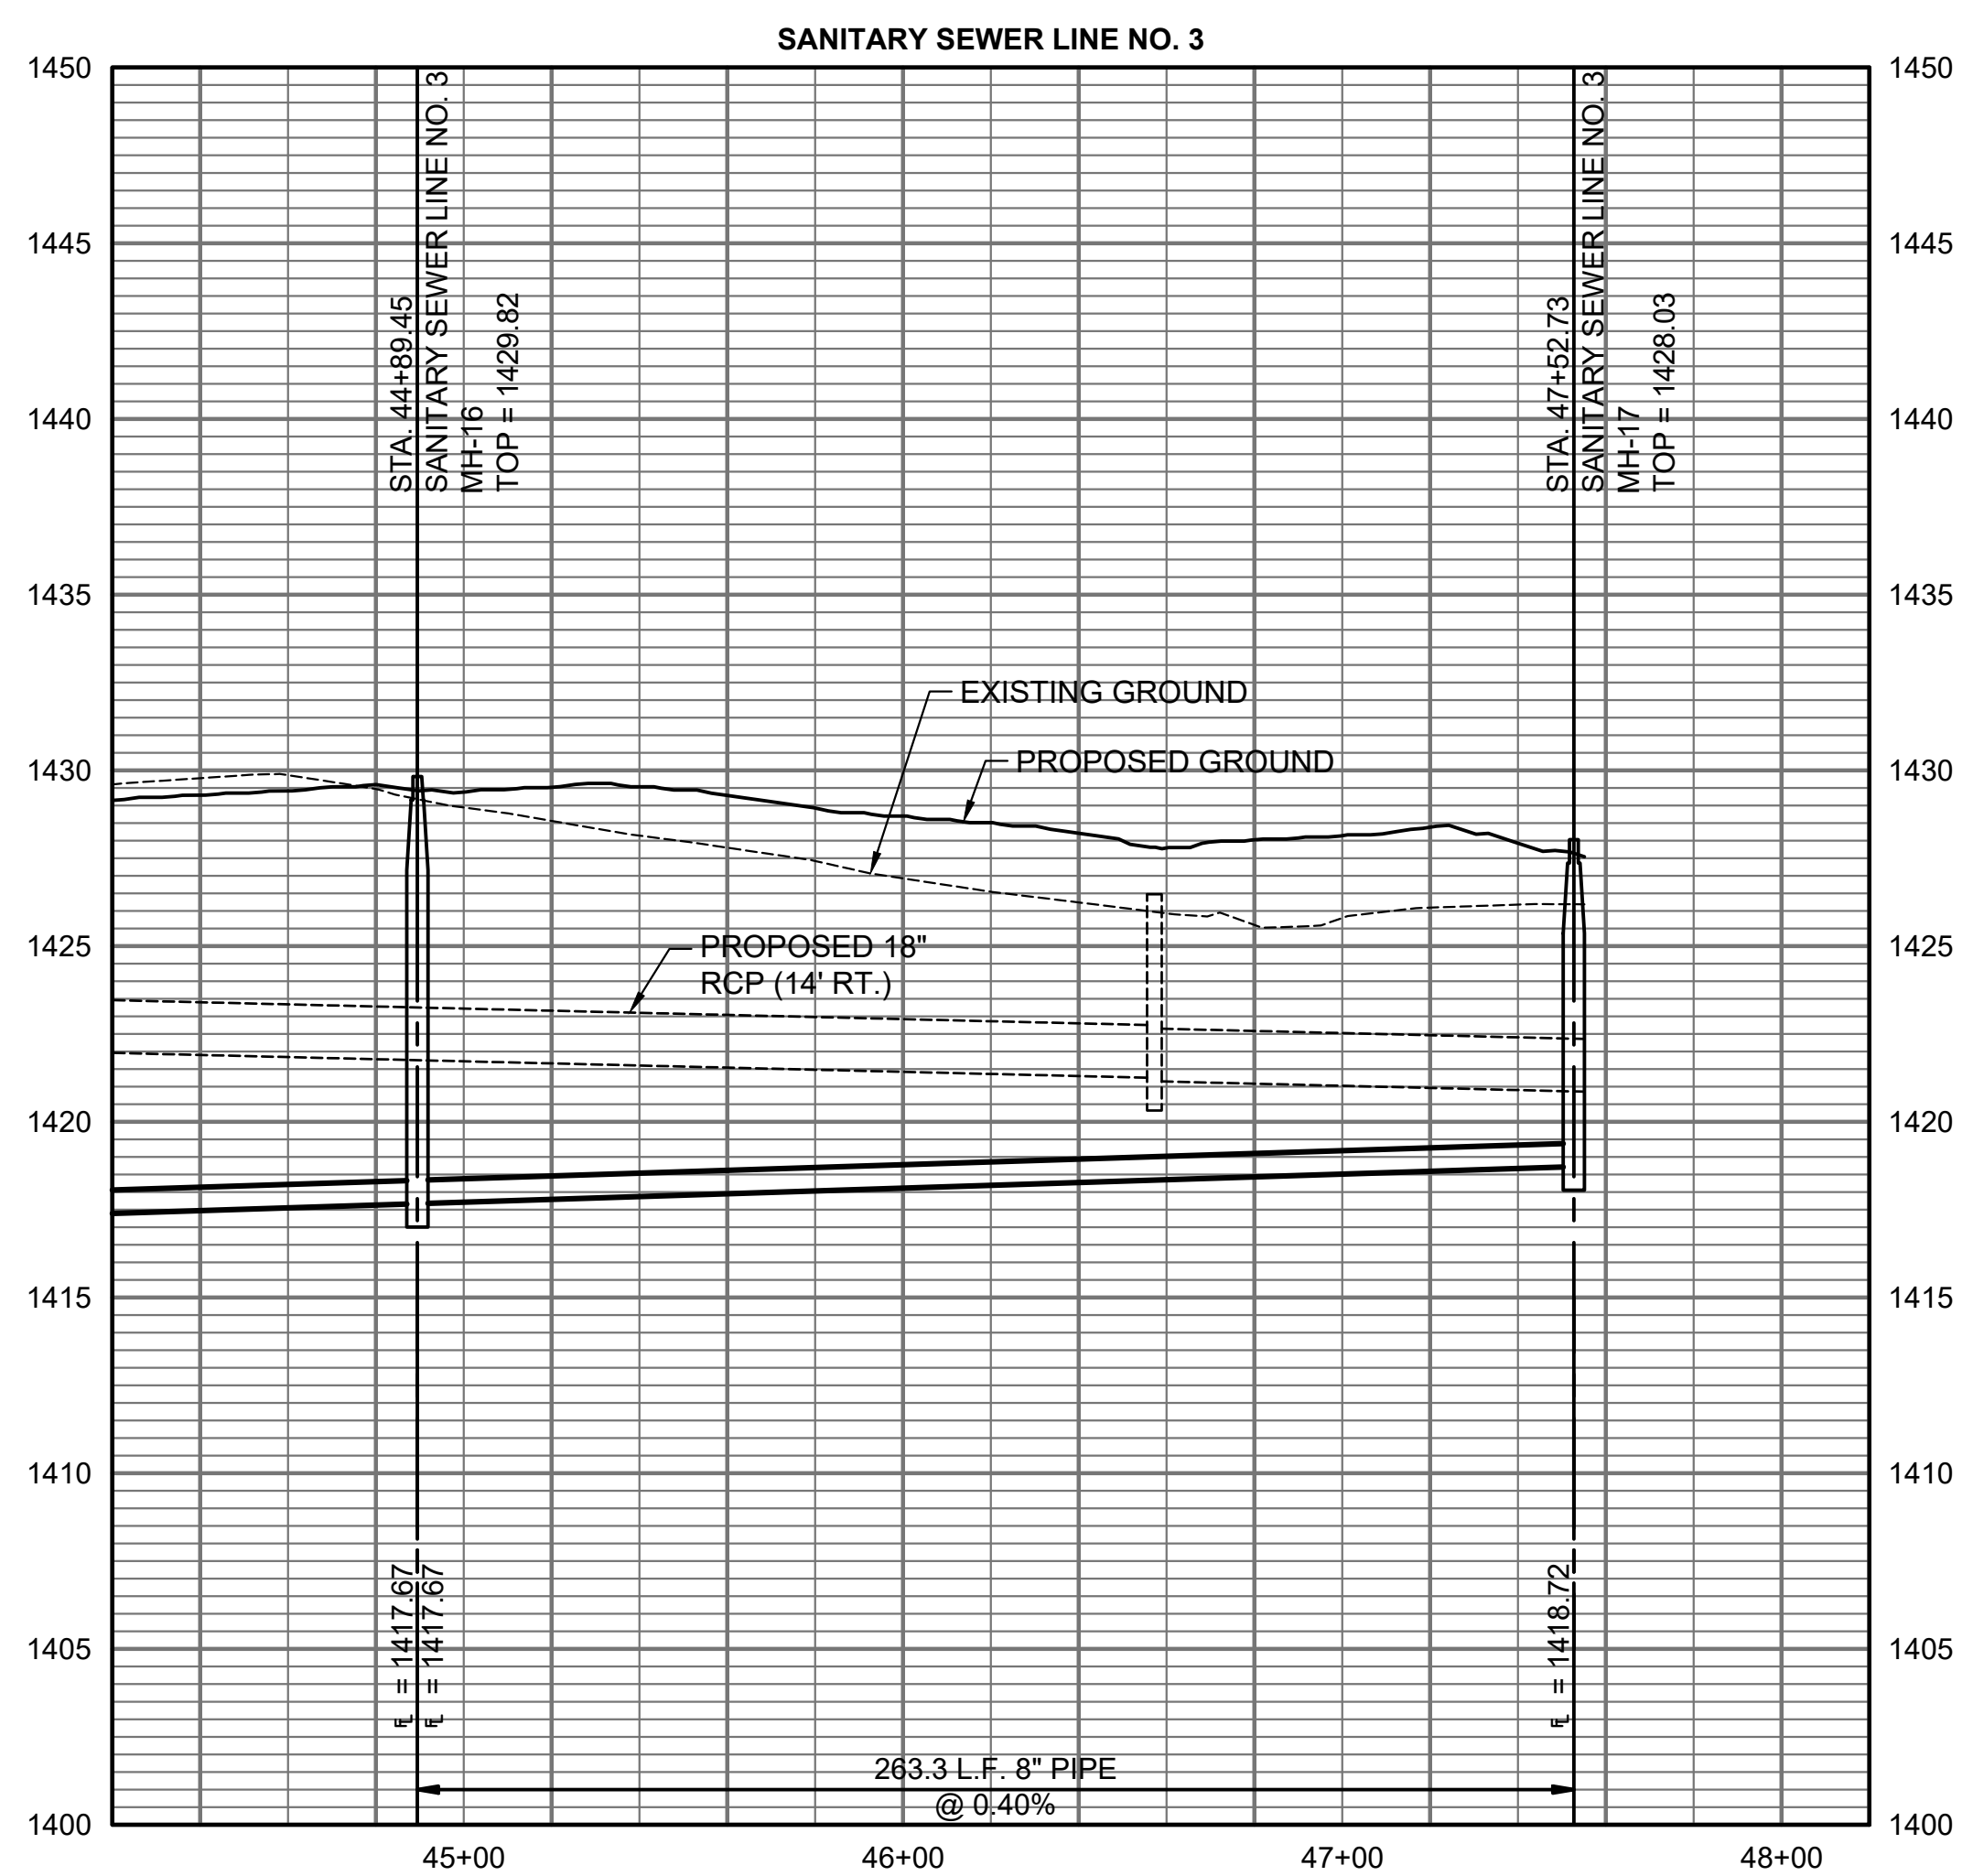 SANITARY SEWER LINE NO. 3
1450
1450
1445
1445
1440
1440
1435
1435
1430
1430
1425
1425
1420
1420
1415
1415
1410
1410
1405
1405
1400
1400
STA. 44+89.45
SANITARY SEWER LINE NO. 3
MH-16
TOP = 1429.82
STA. 47+52.73
SANITARY SEWER LINE NO. 3
MH-17
TOP = 1428.03
EXISTING GROUND
PROPOSED GROUND
PROPOSED 18"
RCP (14' RT.)
FL = 1417.67
FL = 1417.67
FL = 1418.72
263.3 L.F. 8" PIPE
@ 0.40%
45+00
46+00
47+00
48+00